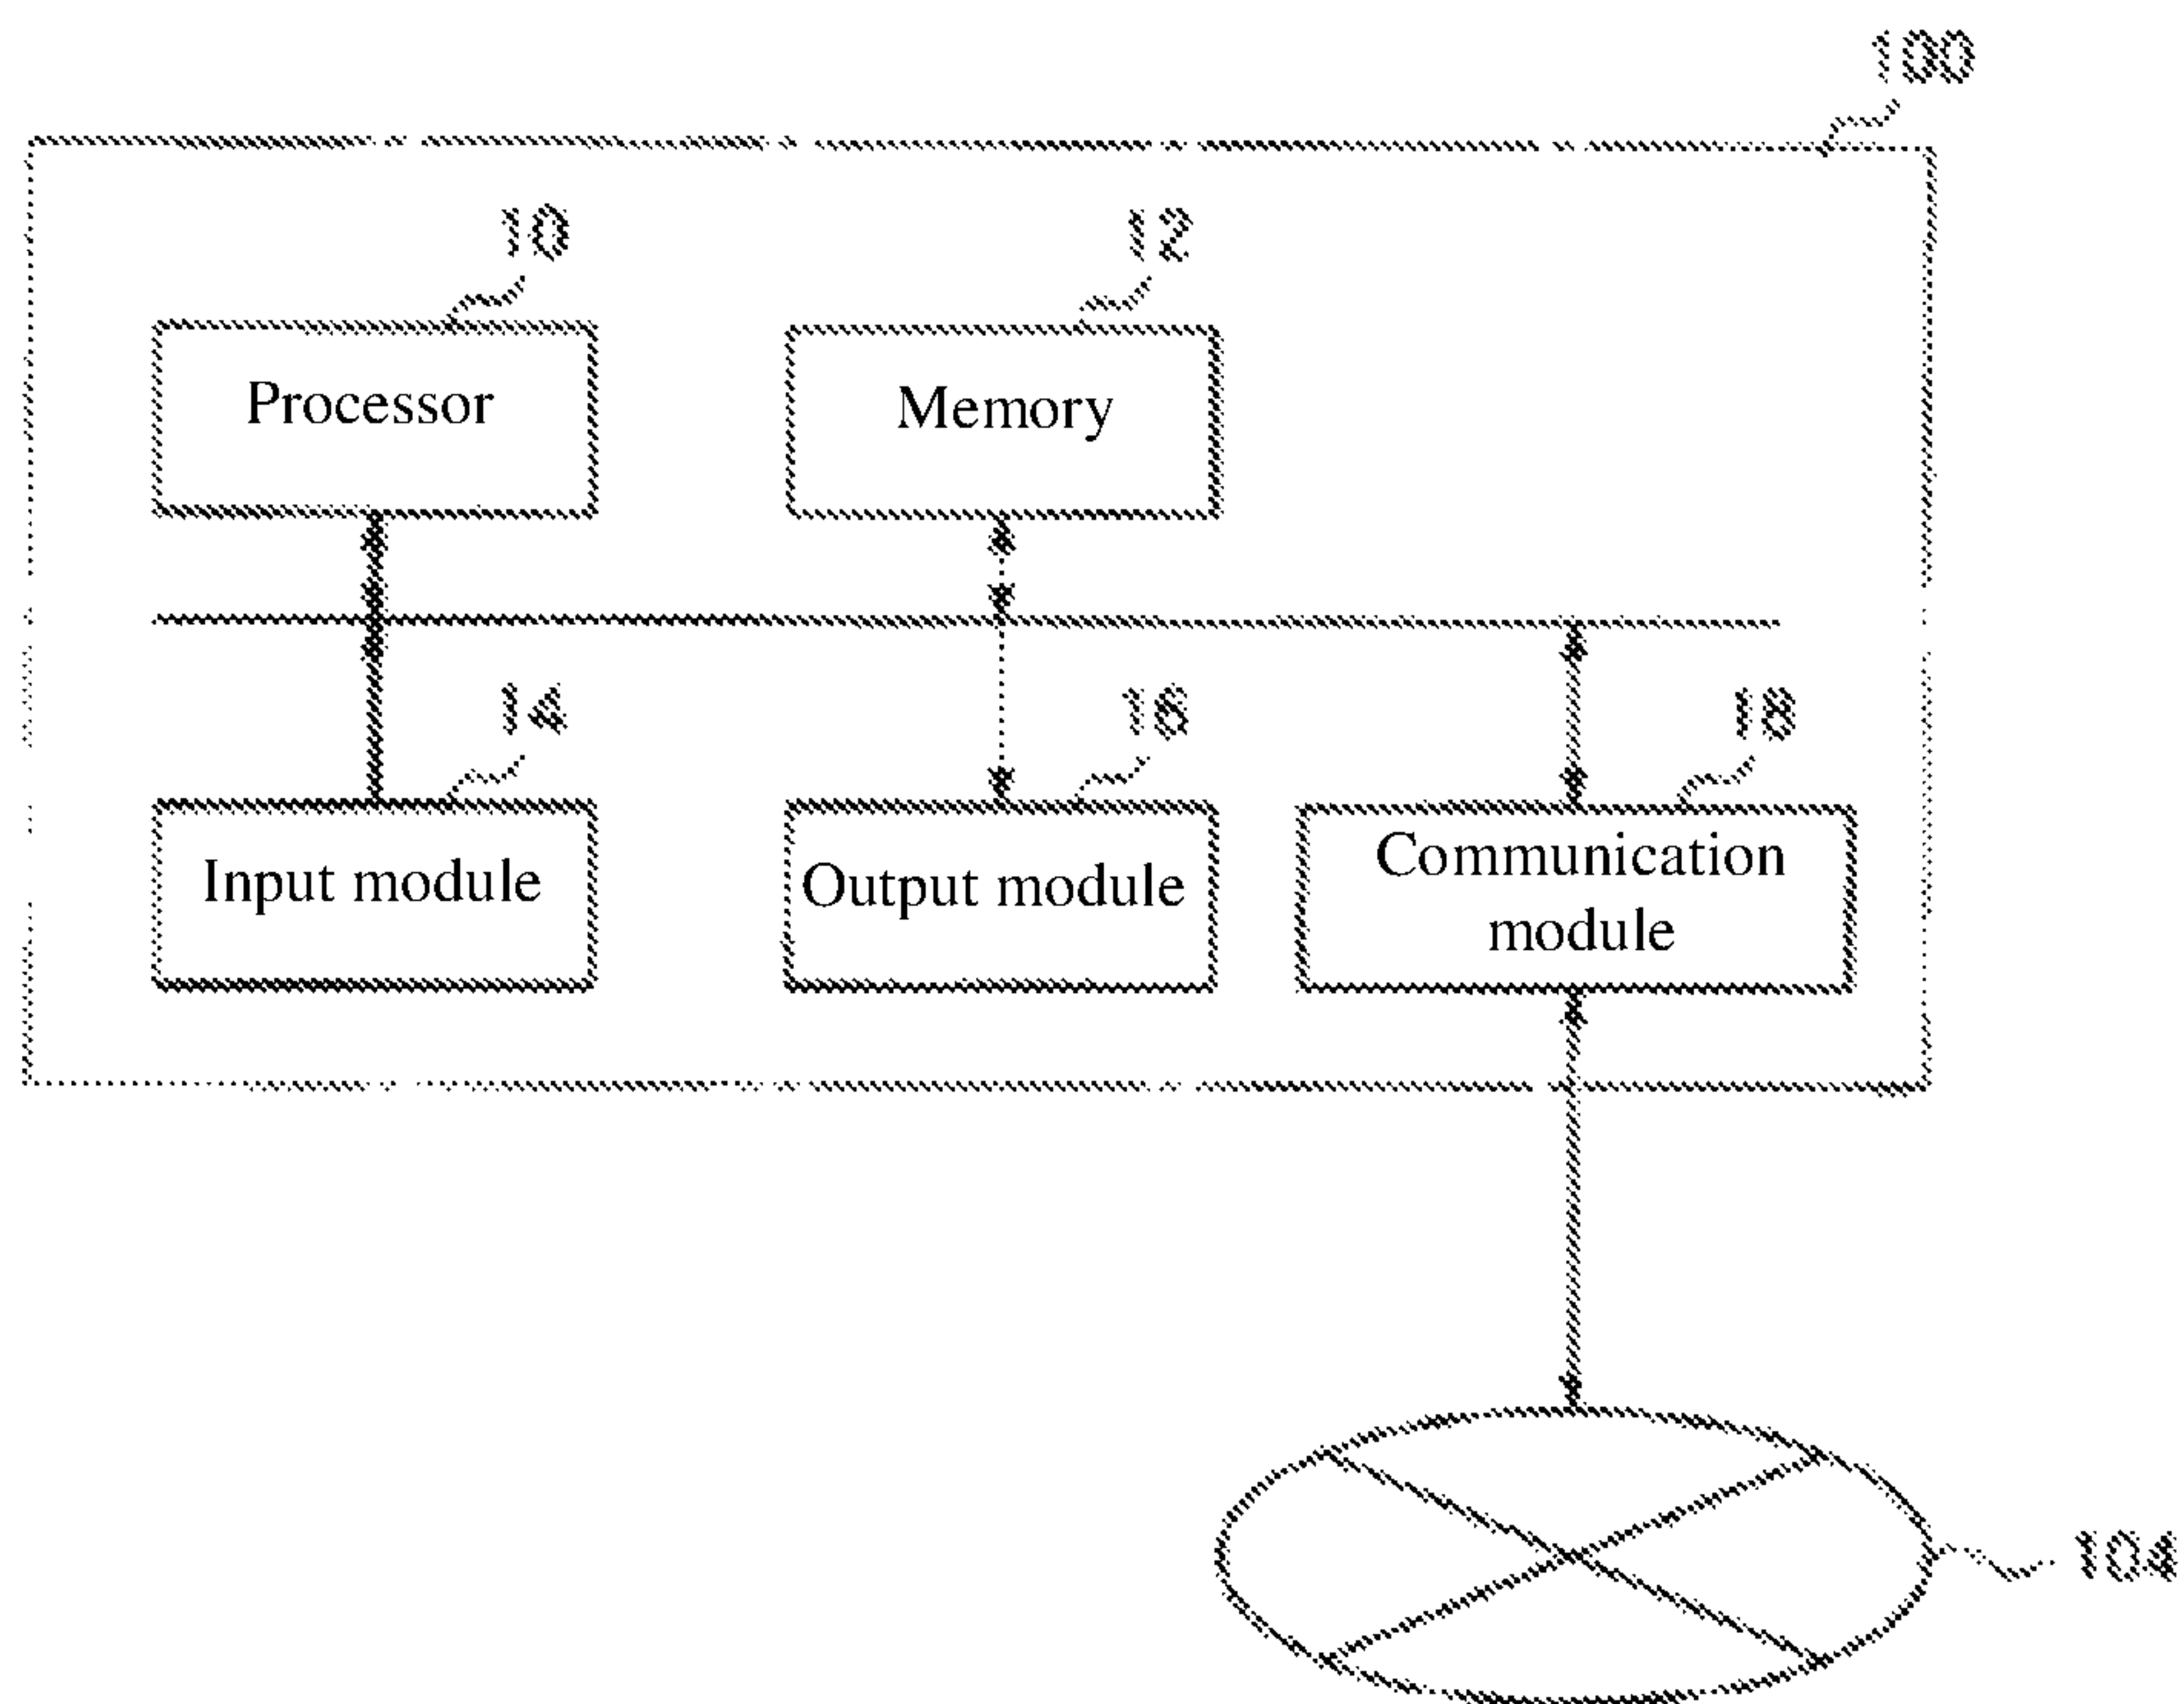 100
10
12
Processor
Memory
14
16
18
Input module
Output module
Communication
module
104